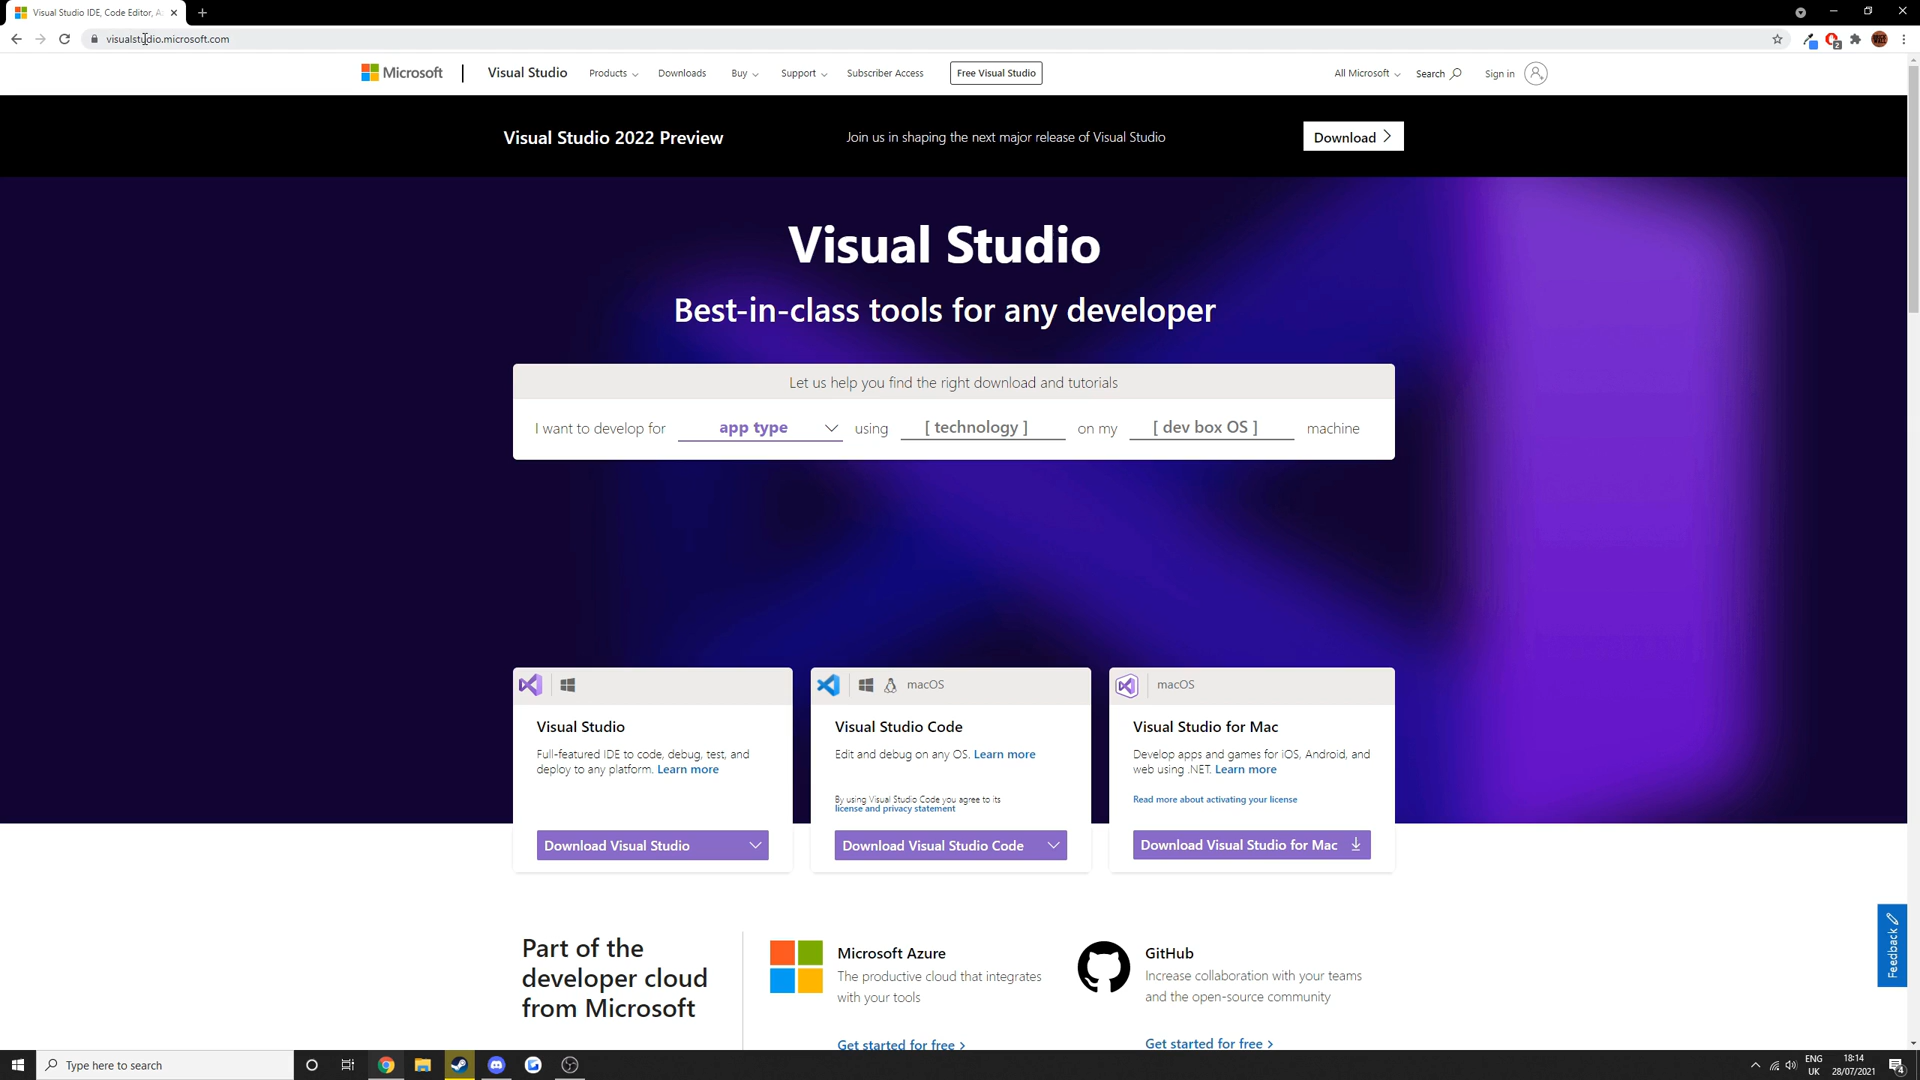 Visual Studio IDE, Code Editor, A
visualstudio.microsoft.com
2
Microsoft
Visual Studio
Products
Downloads
Buy
Support
Subscriber Access
Free Visual Studio
All Microsoft
Search
Sign in
Visual Studio 2022 Preview
Join us in shaping the next major release of Visual Studio
Download
Visual Studio
Best-in-class tools for any developer
Let us help you find the right download and tutorials
I want to develop for app type using [ technology ] on my [ dev box OS ] machine
Visual Studio
Full-featured IDE to code, debug, test, and
deploy to any platform. Learn more
Download Visual Studio
macOS
Visual Studio Code
Edit and debug on any OS. Learn more
By using Visual Studio Code you agree to its
license and privacy statement
Download Visual Studio Code
macOS
Visual Studio for Mac
Develop apps and games for iOS, Android, and
web using .NET. Learn more
Read more about activating your license
Download Visual Studio for Mac
Feedback
Part of the
developer cloud
from Microsoft
Microsoft Azure
The productive cloud that integrates
with your tools
Get started for free >
GitHub
Increase collaboration with your teams
and the open-source community
Get started for free >
Type here to search
ENG
UK
18:14
28/07/2021
4